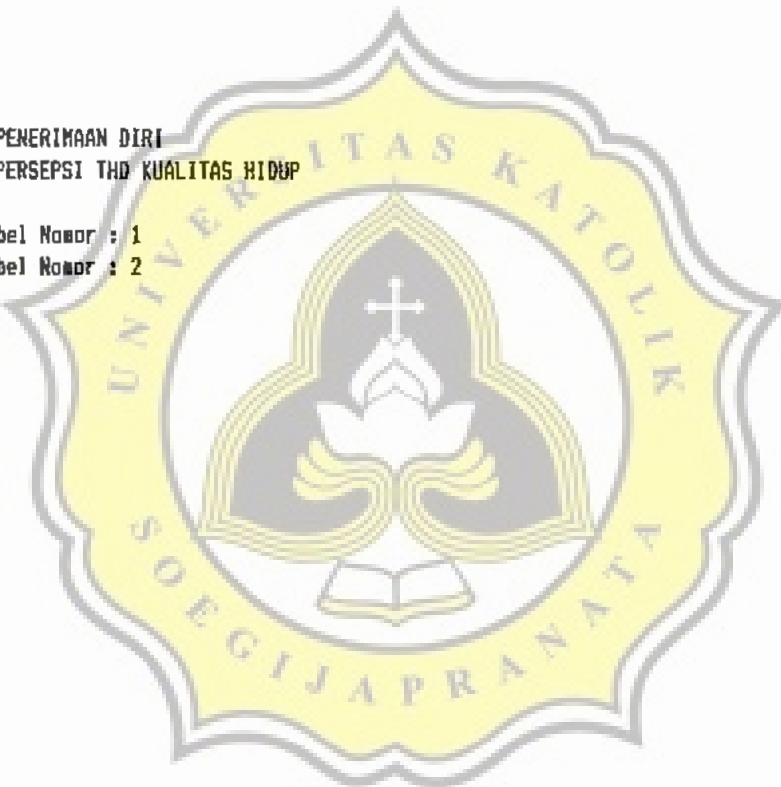 PENERIMAAN DIRI
PERSEPSI THD KUALITAS HIDUP
bel Nomor : 1
bel Nomor : 2
UNIVERSITAS KATOLIK
SOEGIJAPRANATA